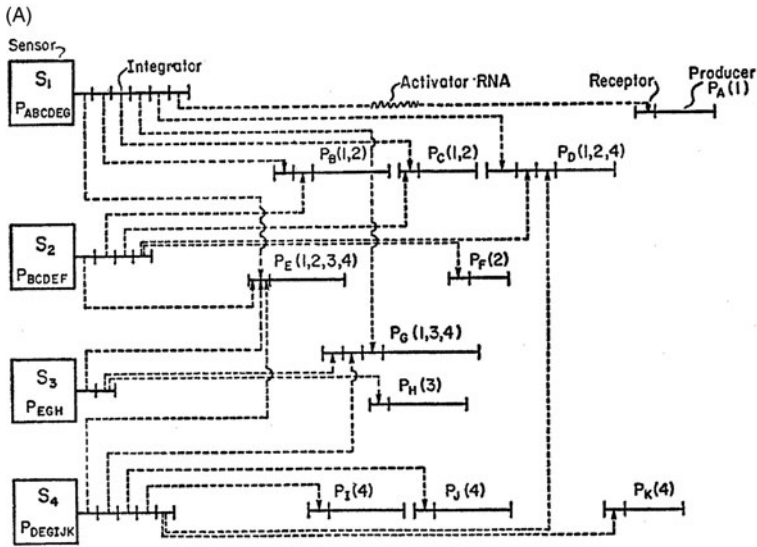 (A)
Sensor
S1
PABCDEG
Integrator
Activator RNA
Receptor
Producer
PA(1)
PB(1,2)
PC(1,2)
PD(1,2,4)
S2
PBCDEF
PE(1,2,3,4)
PF(2)
PG(1,3,4)
S3
PEGH
PH(3)
S4
PDEGIJK
PI(4)
PJ(4)
PK(4)